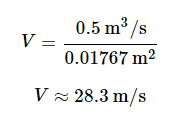 V = 0.5 m³/s / 0.01767 m²
V ≈ 28.3 m/s